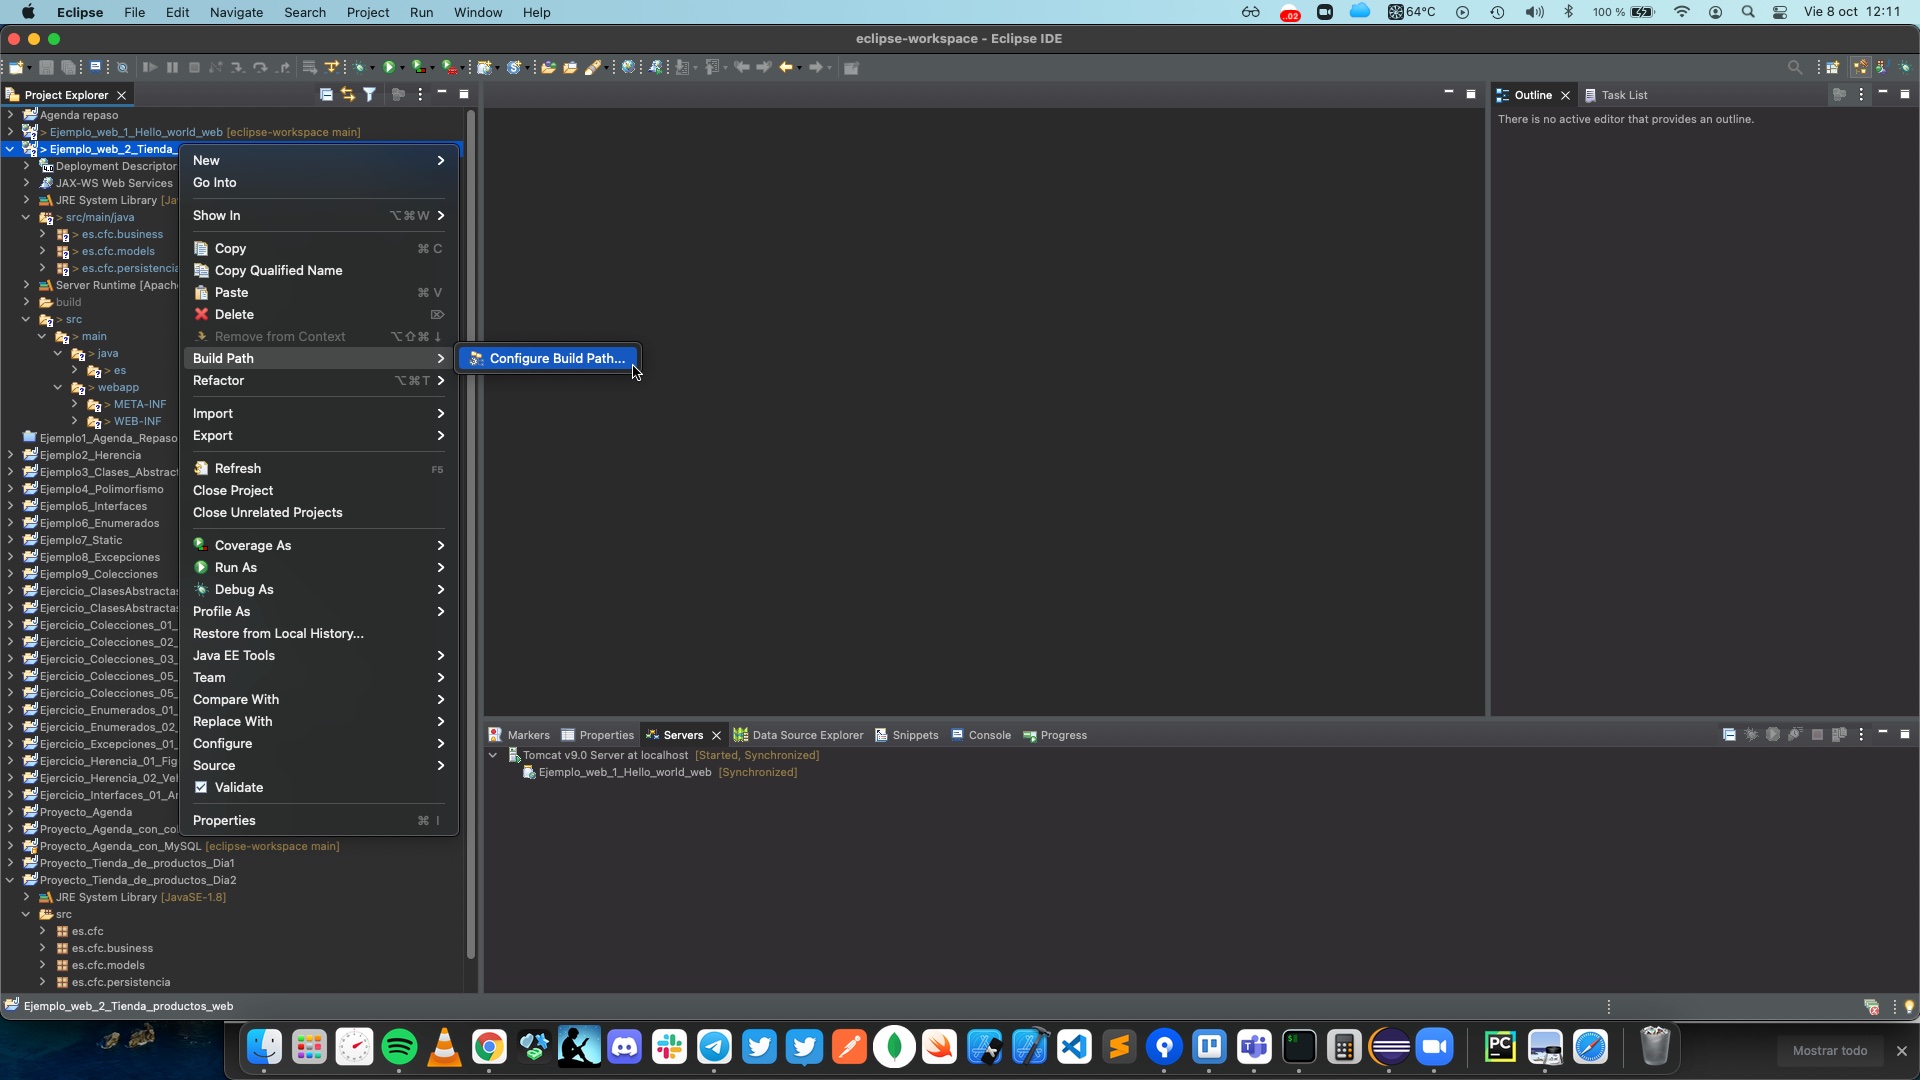 Eclipse File Edit Navigate Search Project Run Window Help
64°C 100 % Vie 8 oct 12:11
eclipse-workspace - Eclipse IDE
Project Explorer
Agenda repaso
> Ejemplo_web_1_Hello_world_web [eclipse-workspace main]
> Ejemplo_web_2_Tienda_
Deployment Descriptor
JAX-WS Web Services
JRE System Library [Ja
> src/main/java
> es.cfc.business
> es.cfc.models
> es.cfc.persistencia
Server Runtime [Apach
build
> src
> main
> java
> es
> webapp
> META-INF
> WEB-INF
Ejemplo1_Agenda_Repaso
Ejemplo2_Herencia
Ejemplo3_Clases_Abstract
Ejemplo4_Polimorfismo
Ejemplo5_Interfaces
Ejemplo6_Enumerados
Ejemplo7_Static
Ejemplo8_Excepciones
Ejemplo9_Colecciones
Ejercicio_ClasesAbstractas
Ejercicio_ClasesAbstractas
Ejercicio_Colecciones_01_
Ejercicio_Colecciones_02_
Ejercicio_Colecciones_03_
Ejercicio_Colecciones_05_
Ejercicio_Colecciones_05_
Ejercicio_Enumerados_01_
Ejercicio_Enumerados_02_
Ejercicio_Excepciones_01_
Ejercicio_Herencia_01_Fig
Ejercicio_Herencia_02_Veh
Ejercicio_Interfaces_01_Ar
Proyecto_Agenda
Proyecto_Agenda_con_col
Proyecto_Agenda_con_MySQL [eclipse-workspace main]
Proyecto_Tienda_de_productos_Dia1
Proyecto_Tienda_de_productos_Dia2
JRE System Library [JavaSE-1.8]
src
es.cfc
es.cfc.business
es.cfc.models
es.cfc.persistencia
New
Go Into
Show In ⌥⌘W
Copy ⌘C
Copy Qualified Name
Paste ⌘V
Delete ⌦
Remove from Context ⌥⇧⌘↓
Build Path
Refactor ⌥⌘T
Import
Export
Refresh F5
Close Project
Close Unrelated Projects
Coverage As
Run As
Debug As
Profile As
Restore from Local History...
Java EE Tools
Team
Compare With
Replace With
Configure
Source
Validate
Properties ⌘I
Configure Build Path...
Outline Task List
There is no active editor that provides an outline.
Markers Properties Servers Data Source Explorer Snippets Console Progress
Tomcat v9.0 Server at localhost [Started, Synchronized]
Ejemplo_web_1_Hello_world_web [Synchronized]
Ejemplo_web_2_Tienda_productos_web
PC
Mostrar todo